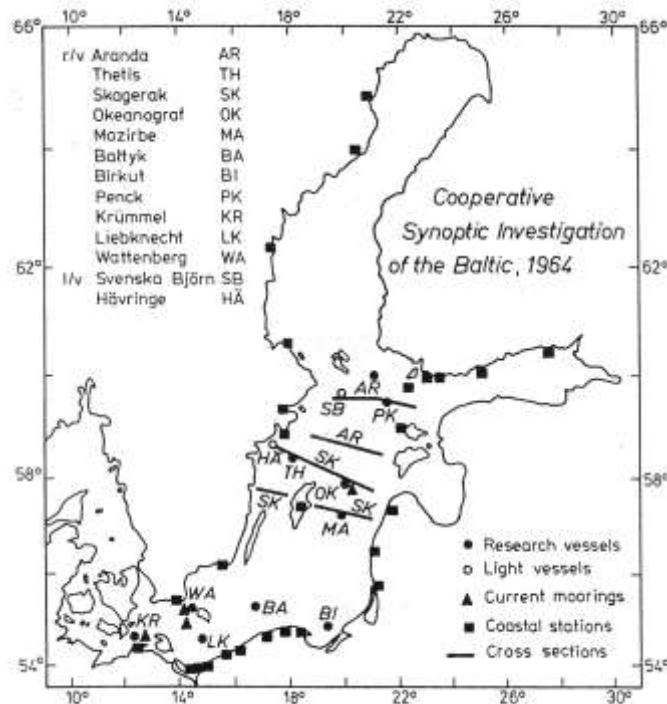 10° 14° 18° 22° 26° 30°
66° 66°
r/v Aranda AR
Thetis TH
Skagerak SK
Okeanograf OK
Mazirbe MA
Bałtyk BA
Birkut BI
Penck PK
Krümmel KR
Liebknecht LK
Wattenberg WA
l/v Svenska Björn SB
Hävringe HÄ
Cooperative
Synoptic Investigation
of the Baltic, 1964
62° 62°
AR
SB PK
AR
HÄ SK
TH
58° 58°
SK OK SK
MA
Research vessels
Light vessels
Current moorings
Coastal stations
Cross sections
WA
BA BI
KR LK
54° 54°
10° 14° 18° 22° 26° 30°